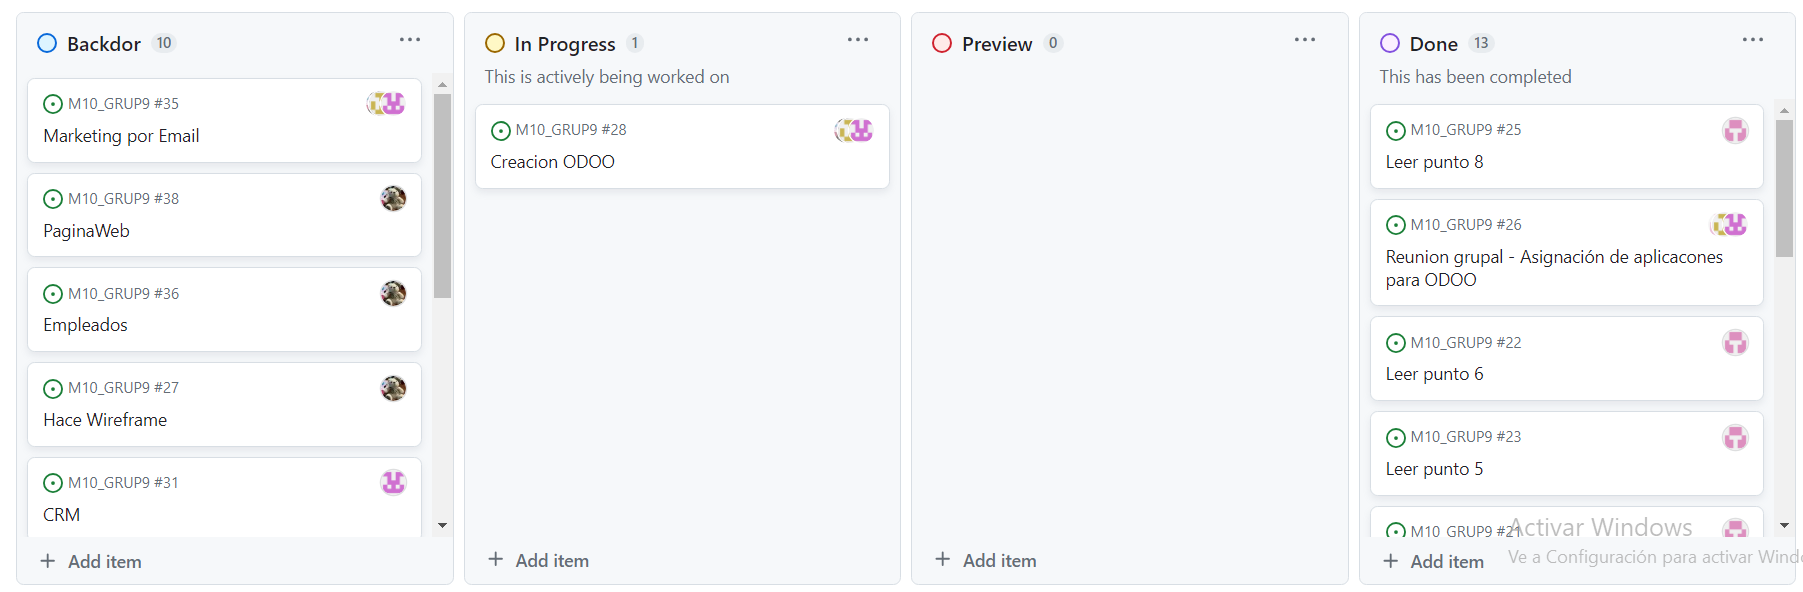 Backdor 10
M10_GRUP9 #35
Marketing por Email
M10_GRUP9 #38
PaginaWeb
M10_GRUP9 #36
Empleados
M10_GRUP9 #27
Hace Wireframe
M10_GRUP9 #31
CRM
Add item
In Progress 1
This is actively being worked on
M10_GRUP9 #28
Creacion ODOO
Add item
Preview 0
Add item
Done 13
This has been completed
M10_GRUP9 #25
Leer punto 8
M10_GRUP9 #26
Reunion grupal - Asignación de aplicacones
para ODOO
M10_GRUP9 #22
Leer punto 6
M10_GRUP9 #23
Leer punto 5
M10_GRUP9 #21
Add item
Activar Windows
Ve a Configuración para activar Wind